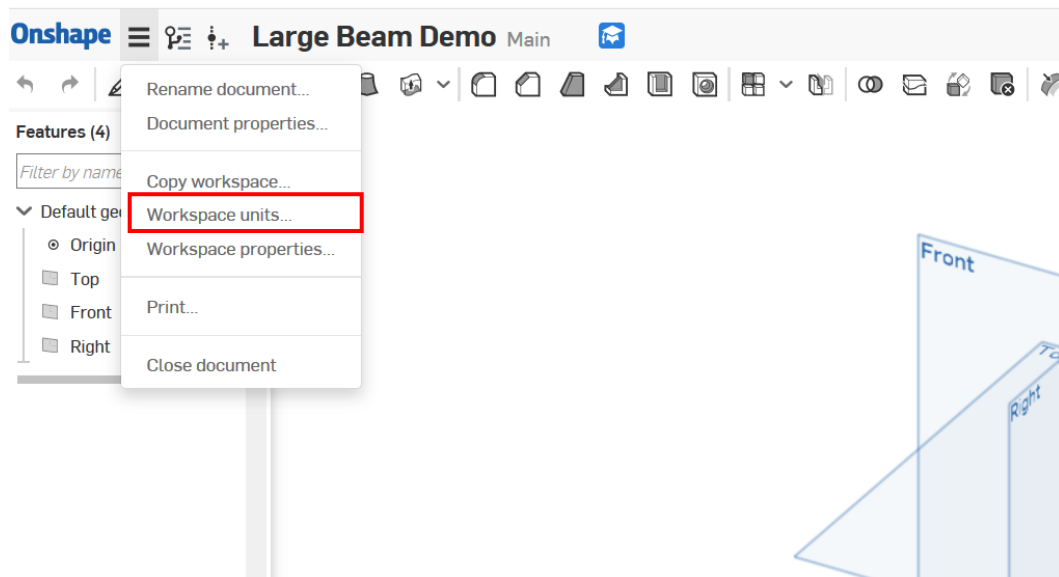 Onshape Large Beam Demo Main
Rename document...
Document properties...
Features (4)
Filter by name
Copy workspace...
Default
Workspace units...
Origin
Workspace properties...
Top
Front
Print...
Right
Close document
Front
Right